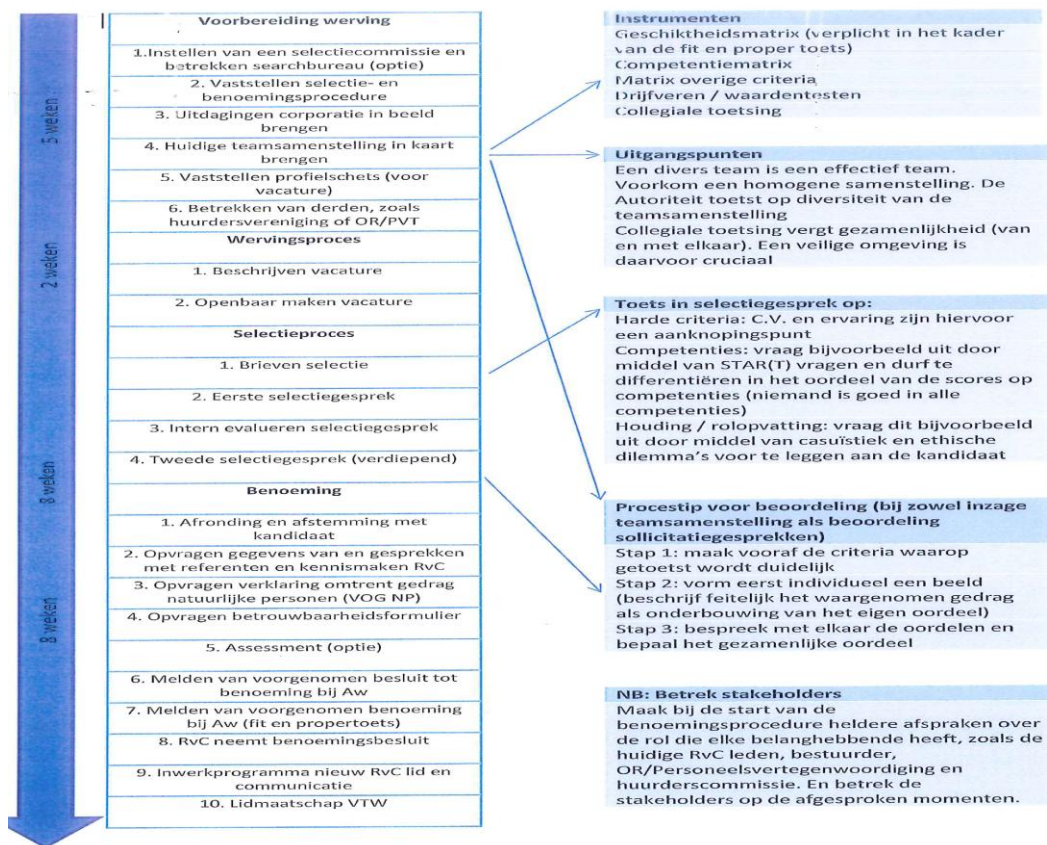 5 weken
2 weken
8 weken
8 weken
Voorbereiding werving
1.Instellen van een selectiecommissie en
betrekken searchbureau (optie)
2. Vaststellen selectie- en
benoemingsprocedure
3. Uitdagingen corporatie in beeld
brengen
4. Huidige teamsamenstelling in kaart
brengen
5. Vaststellen profielschets (voor
vacature)
6. Betrekken van derden, zoals
huurdersvereniging of OR/PVT
Wervingsproces
1. Beschrijven vacature
2. Openbaar maken vacature
Selectieproces
1. Brieven selectie
2. Eerste selectiegesprek
3. Intern evalueren selectiegesprek
4. Tweede selectiegesprek (verdiepend)
Benoeming
1. Afronding en afstemming met
kandidaat
2. Opvragen gegevens van en gesprekken
met referenten en kennismaken RvC
3. Opvragen verklaring omtrent gedrag
natuurlijke personen (VOG NP)
4. Opvragen betrouwbaarheidsformulier
5. Assessment (optie)
6. Melden van voorgenomen besluit tot
benoeming bij Aw
7. Melden van voorgenomen benoeming
bij Aw (fit en propertoets)
8. RvC neemt benoemingsbesluit
9. Inwerkprogramma nieuw RvC lid en
communicatie
10. Lidmaatschap VTW
Instrumenten
Geschiktheidsmatrix (verplicht in het kader
van de fit en proper toets)
Competentiematrix
Matrix overige criteria
Drijfveren / waardentesten
Collegiale toetsing
Uitgangspunten
Een divers team is een effectief team.
Voorkom een homogene samenstelling. De
Autoriteit toetst op diversiteit van de
teamsamenstelling
Collegiale toetsing vergt gezamenlijkheid (van
en met elkaar). Een veilige omgeving is
daarvoor cruciaal
Toets in selectiegesprek op:
Harde criteria: C.V. en ervaring zijn hiervoor
een aanknopingspunt
Competenties: vraag bijvoorbeeld uit door
middel van STAR(T) vragen en durf te
differentiëren in het oordeel van de scores op
competenties (niemand is goed in alle
competenties)
Houding / rolopvatting: vraag dit bijvoorbeeld
uit door middel van casuïstiek en ethische
dilemma's voor te leggen aan de kandidaat
Procestip voor beoordeling (bij zowel inzage
teamsamenstelling als beoordeling
sollicitatiegesprekken)
Stap 1: maak vooraf de criteria waarop
getoetst wordt duidelijk
Stap 2: vorm eerst individueel een beeld
(beschrijf feitelijk het waargenomen gedrag
als onderbouwing van het eigen oordeel)
Stap 3: bespreek met elkaar de oordelen en
bepaal het gezamenlijke oordeel
NB: Betrek stakeholders
Maak bij de start van de
benoemingsprocedure heldere afspraken over
de rol die elke belanghebbende heeft, zoals de
huidige RvC leden, bestuurder,
OR/Personeelsvertegenwoordiging en
huurderscommissie. En betrek de
stakeholders op de afgesproken momenten.